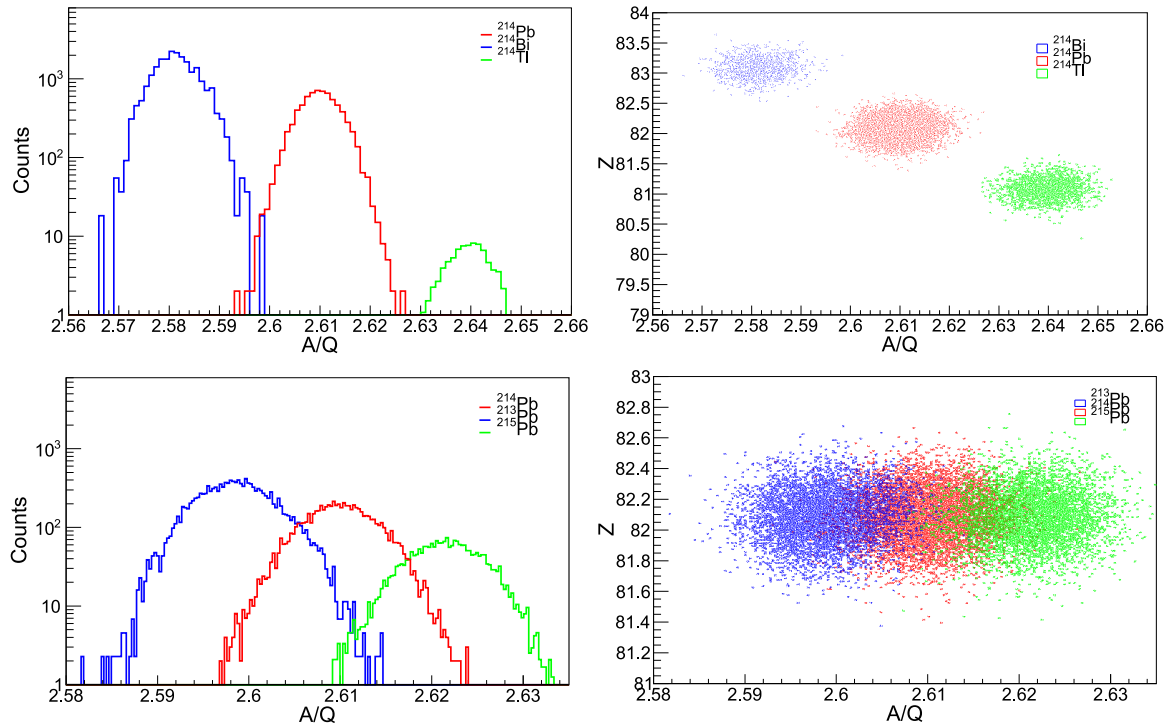 Counts
10³
10²
10
1
²¹⁴Pb
²¹⁴Bi
²¹⁴Tl
2.56 2.57 2.58 2.59 2.6 2.61 2.62 2.63 2.64 2.65 2.66
A/Q
Z
84
83.5
83
82.5
82
81.5
81
80.5
80
79.5
79
²¹⁴Bi
²¹⁴Pb
²¹⁴Tl
2.56 2.57 2.58 2.59 2.6 2.61 2.62 2.63 2.64 2.65 2.66
A/Q
Counts
10³
10²
10
1
²¹⁴Pb
²¹³Pb
²¹⁵Pb
2.58 2.59 2.6 2.61 2.62 2.63
A/Q
Z
83
82.8
82.6
82.4
82.2
82
81.8
81.6
81.4
81.2
81
²¹³Pb
²¹⁴Pb
²¹⁵Pb
2.58 2.59 2.6 2.61 2.62 2.63
A/Q